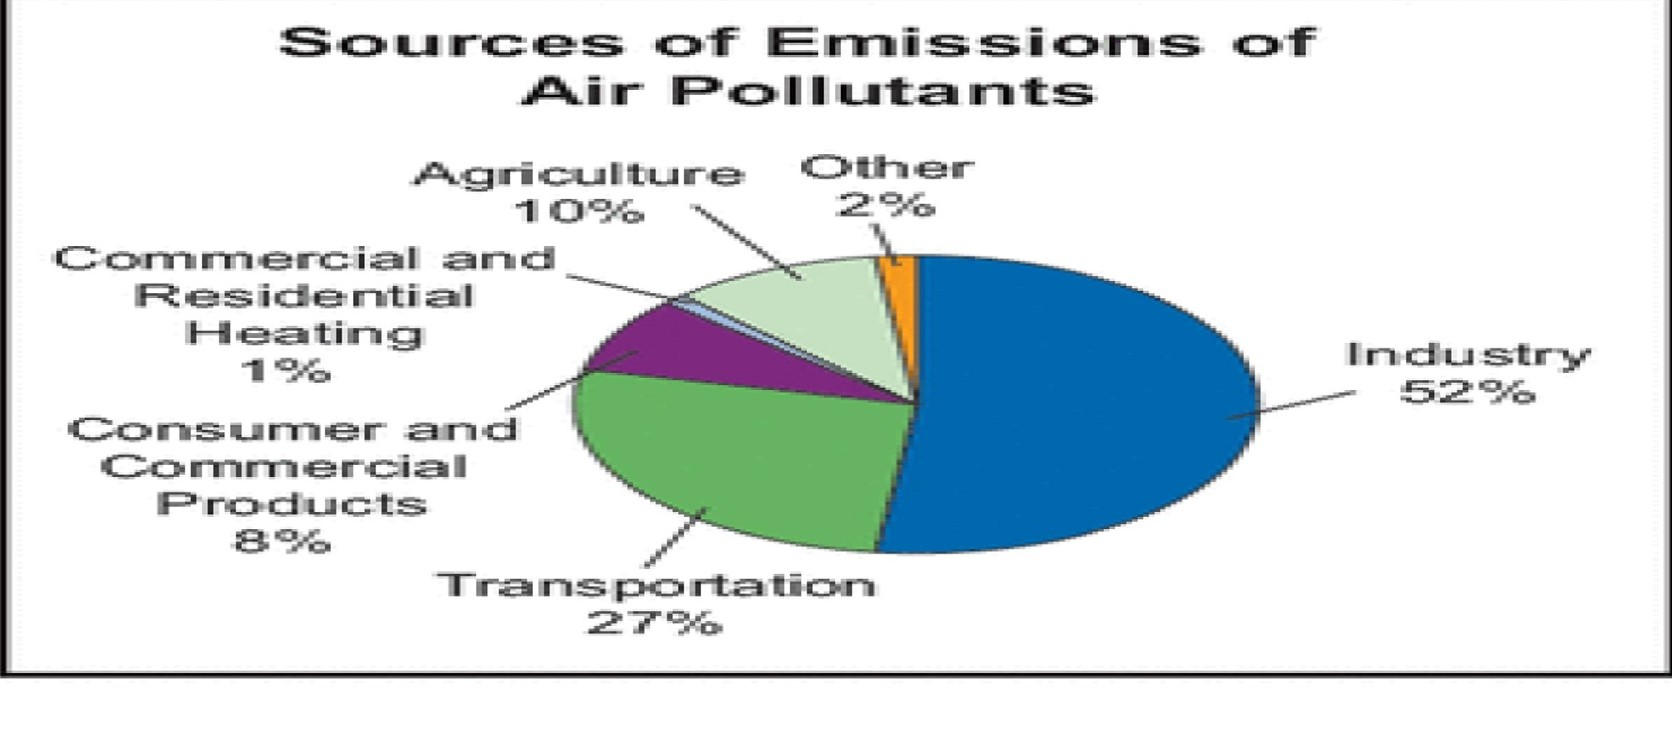 Sources of Emissions of
Air Pollutants
Agriculture
10%
Other
2%
Commercial and
Residential
Heating
1%
Industry
52%
Consumer and
Commercial
Products
8%
Transportation
27%